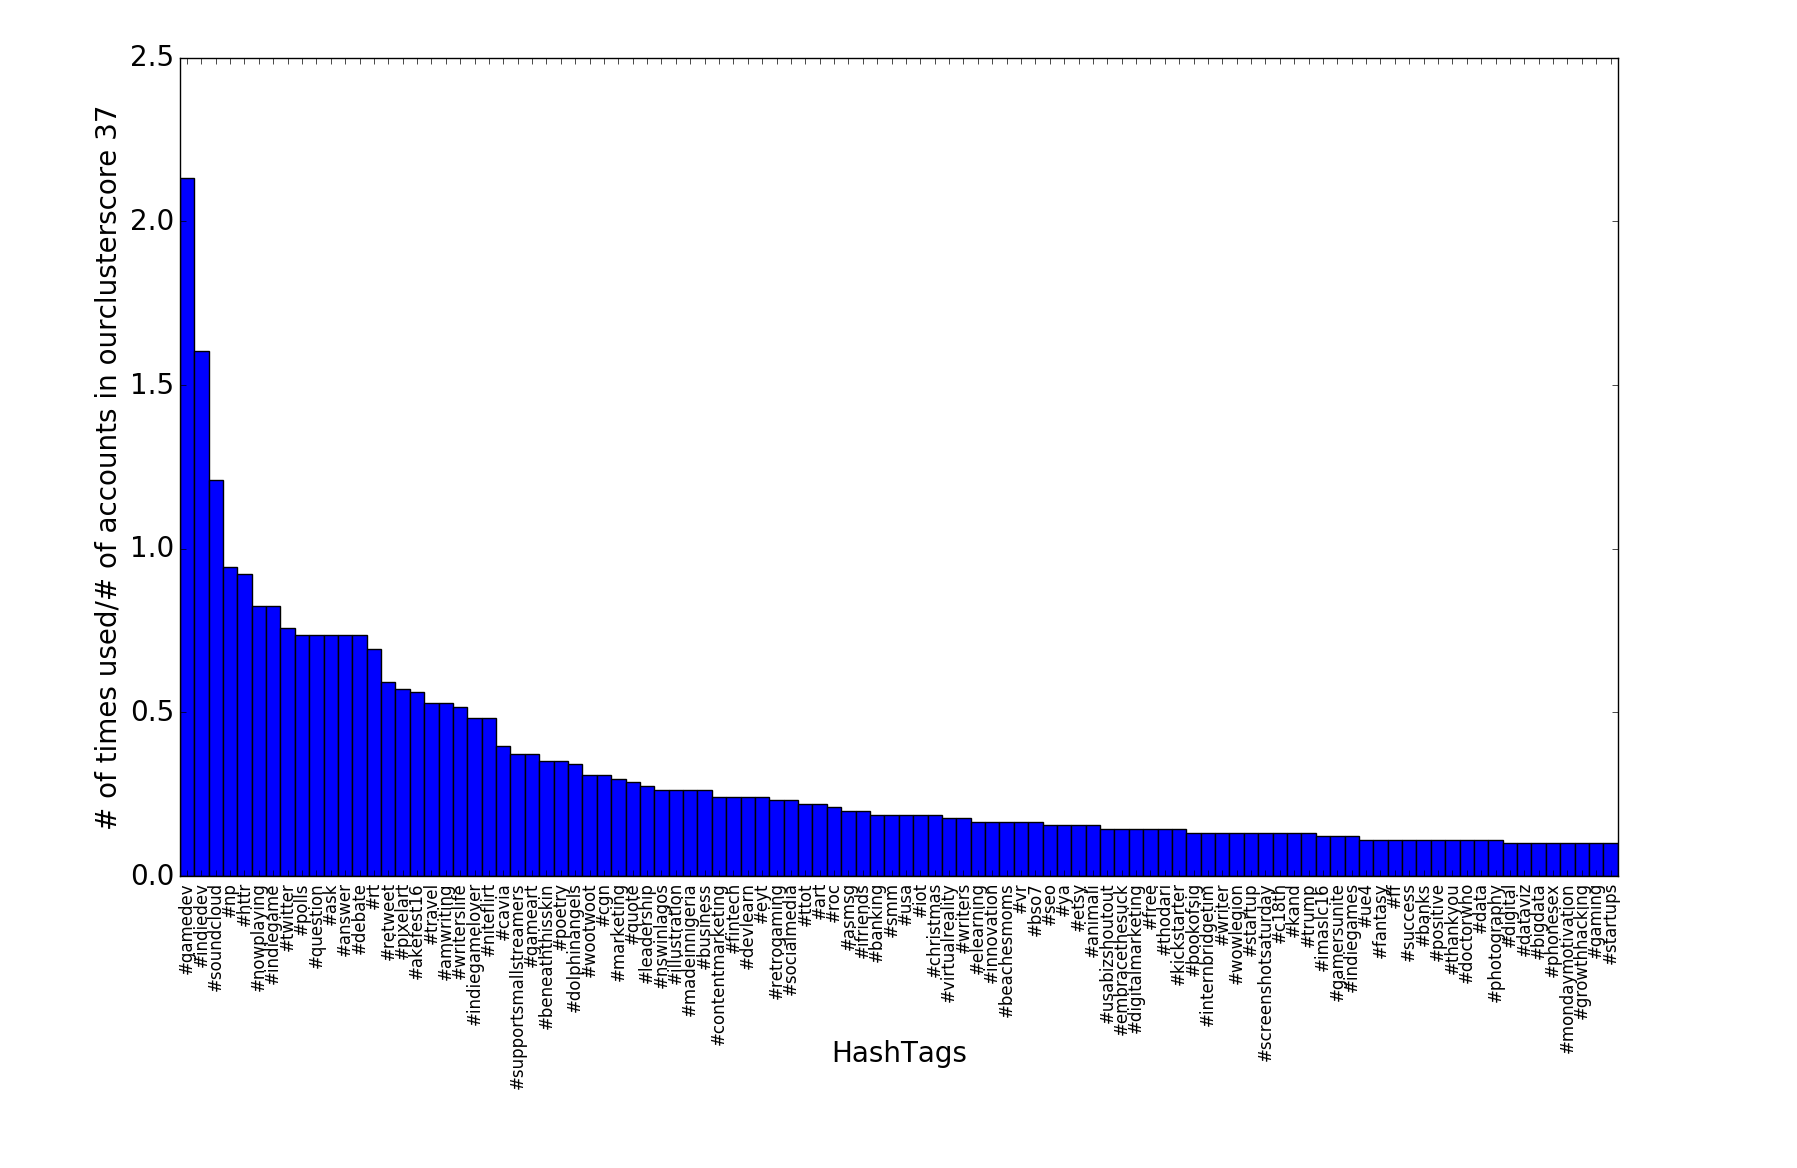 # of times used/# of accounts in ourclusterscore 37
2.5
2.0
1.5
1.0
0.5
0.0
#gamedev
#indiedev
#soundcloud
#np
#httr
#nowplaying
#indiegame
#twitter
#polls
#question
#ask
#answer
#debate
#rt
#retweet
#pixelart
#akefest16
#travel
#amwriting
#writerslife
#indiegameloyer
#niteflirt
#cavia
#supportsmallstreamers
#gameart
#beneaththisskin
#poetry
#dolphinangels
#wootwoot
#cgn
#marketing
#quote
#leadership
#nswinlagos
#illustration
#madeinnigeria
#business
#contentmarketing
#fintech
#devlearn
#eyt
#retrogaming
#socialmedia
#ttot
#art
#roc
#asmsg
#ifriends
#banking
#smm
#usa
#iot
#christmas
#virtualreality
#writers
#elearning
#innovation
#beachesmoms
#vr
#bso7
#seo
#ya
#etsy
#animali
#usabizshoutout
#embracethesuck
#digitalmarketing
#free
#thodari
#kickstarter
#bookofsig
#internbridgetim
#writer
#wowlegion
#startup
#screenshotsaturday
#c18th
#kand
#trump
#imaslc16
#gamersunite
#indiegames
#ue4
#fantasy
#ff
#success
#banks
#positive
#thankyou
#doctorwho
#data
#photography
#digital
#dataviz
#bigdata
#phonesex
#mondaymotivation
#growthhacking
#gaming
#startups
HashTags